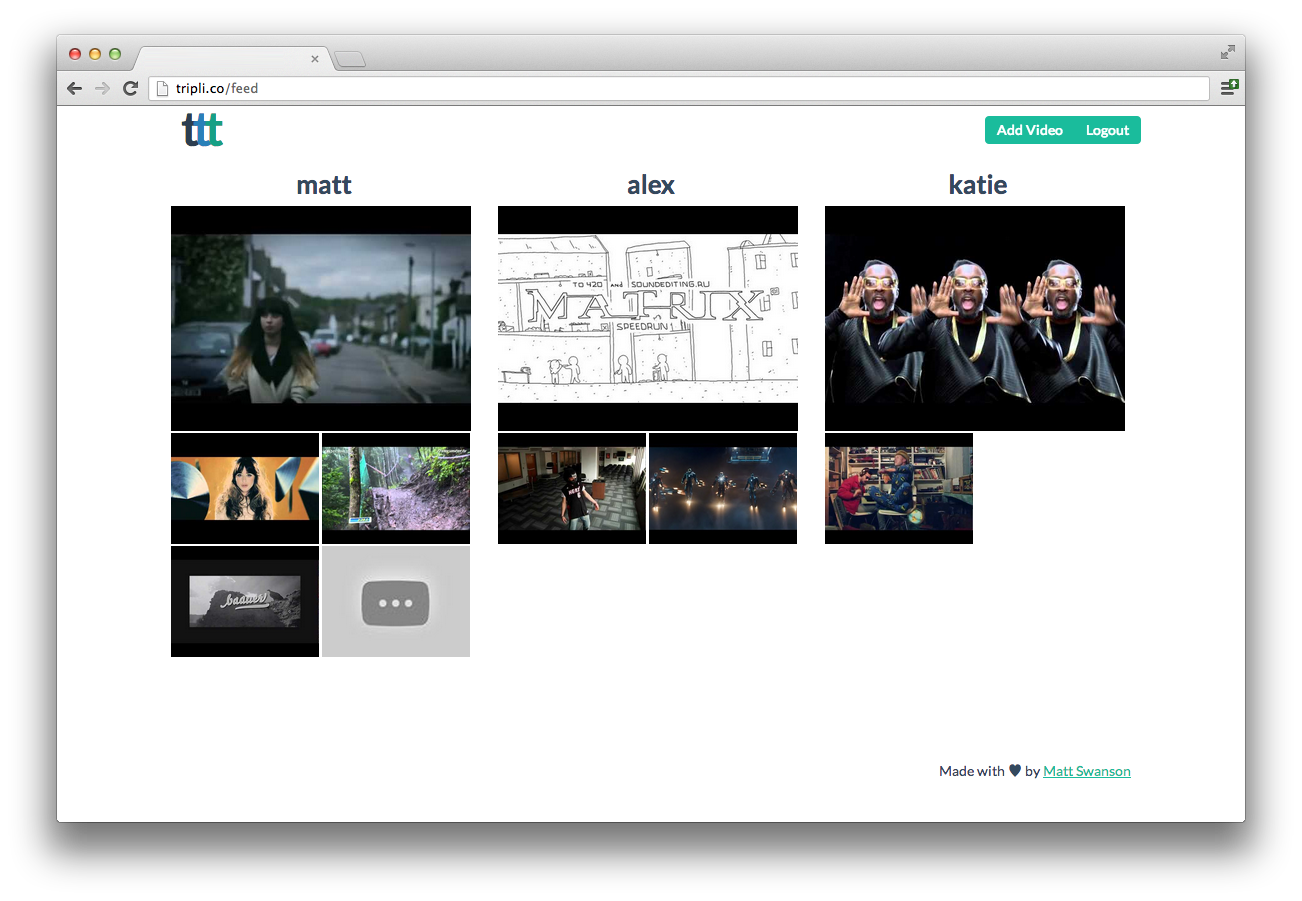 tripli.co/feed
ttt
Add Video Logout
matt alex katie
TO 420 AND SOUNDEDITING.RU
MATRIX
SPEEDRUN
badder
Made with ♥ by Matt Swanson